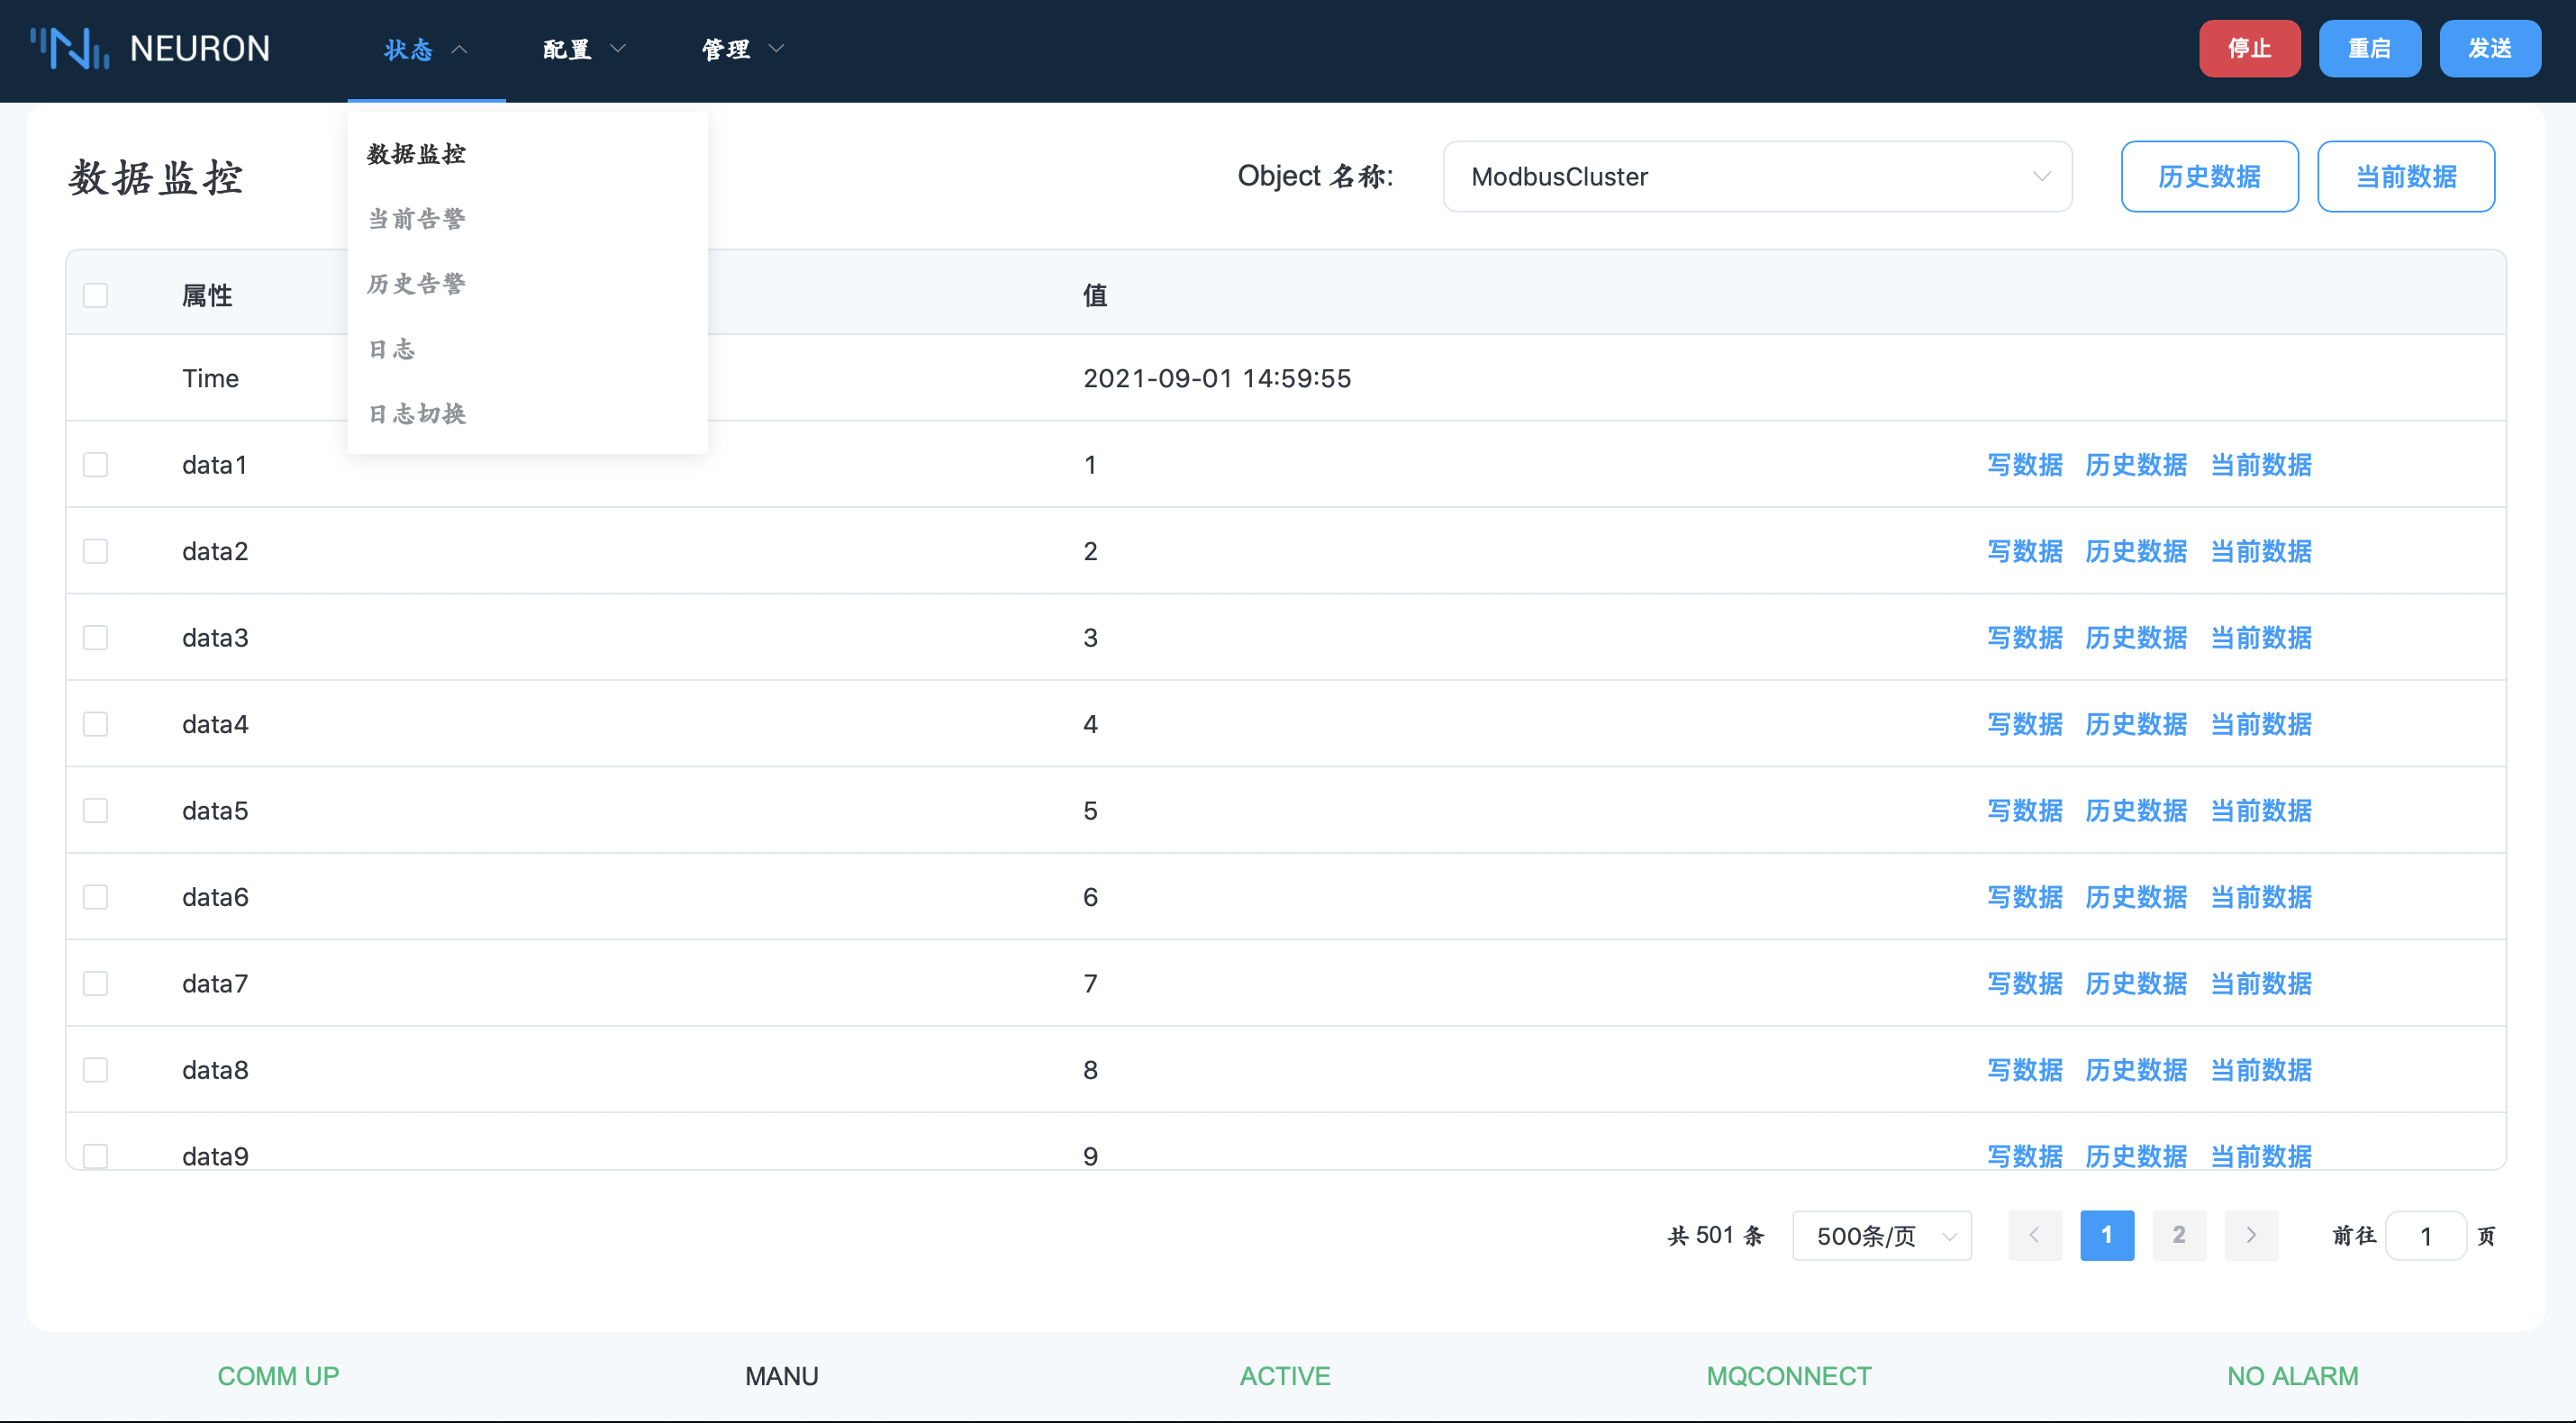 NEURON 状态 配置 管理 停止 重启 发送
数据监控
当前告警
历史告警
日志
日志切换
数据监控 Object 名称: ModbusCluster 历史数据 当前数据
属性 值
Time 2021-09-01 14:59:55
data1 1 写数据 历史数据 当前数据
data2 2 写数据 历史数据 当前数据
data3 3 写数据 历史数据 当前数据
data4 4 写数据 历史数据 当前数据
data5 5 写数据 历史数据 当前数据
data6 6 写数据 历史数据 当前数据
data7 7 写数据 历史数据 当前数据
data8 8 写数据 历史数据 当前数据
data9 9 写数据 历史数据 当前数据
共 501 条 500条/页 1 2 前往 1 页
COMM UP MANU ACTIVE MQCONNECT NO ALARM